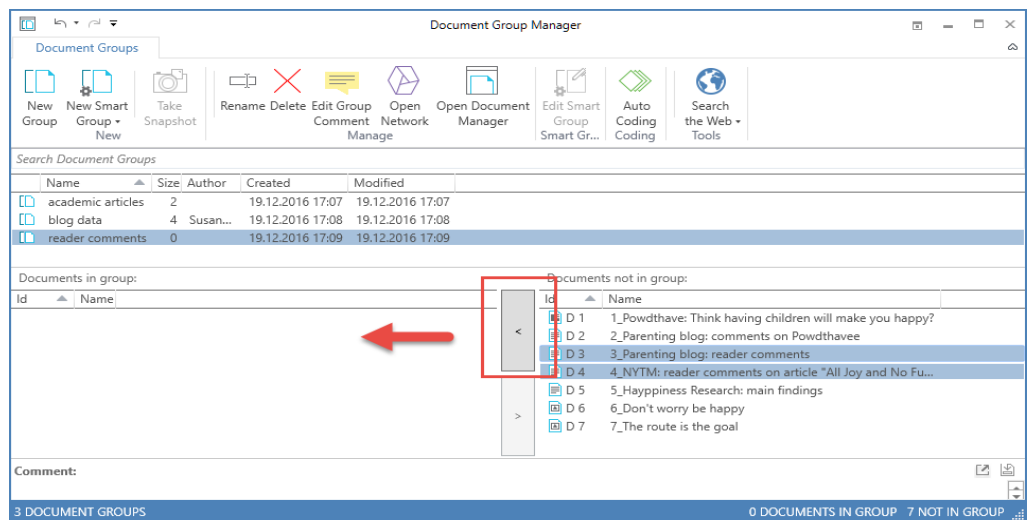 Document Group Manager
Document Groups
New Group
New Smart Group
Take Snapshot
Rename
Delete
Edit Group Comment
Open Network
Open Document Manager
Edit Smart Group
Auto Coding
Search the Web
New
Manage
Smart Gr...
Coding
Tools
Search Document Groups
Name Size Author Created Modified
academic articles 2 19.12.2016 17:07 19.12.2016 17:07
blog data 4 Susan... 19.12.2016 17:08 19.12.2016 17:08
reader comments 0 19.12.2016 17:09 19.12.2016 17:09
Documents in group:
Id Name
<
>
Documents not in group:
Id Name
D 1 1_Powdthave: Think having children will make you happy?
D 2 2_Parenting blog: comments on Powdthavee
D 3 3_Parenting blog: reader comments
D 4 4_NYTM: reader comments on article "All Joy and No Fu...
D 5 5_Hayppiness Research: main findings
D 6 6_Don't worry be happy
D 7 7_The route is the goal
Comment:
3 DOCUMENT GROUPS
0 DOCUMENTS IN GROUP 7 NOT IN GROUP